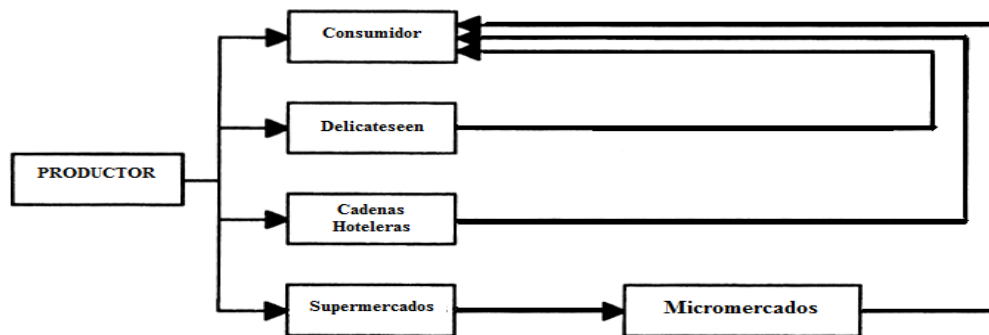 Consumidor
Delicateseen
PRODUCTOR
Cadenas
Hoteleras
Supermercados
Micromercados